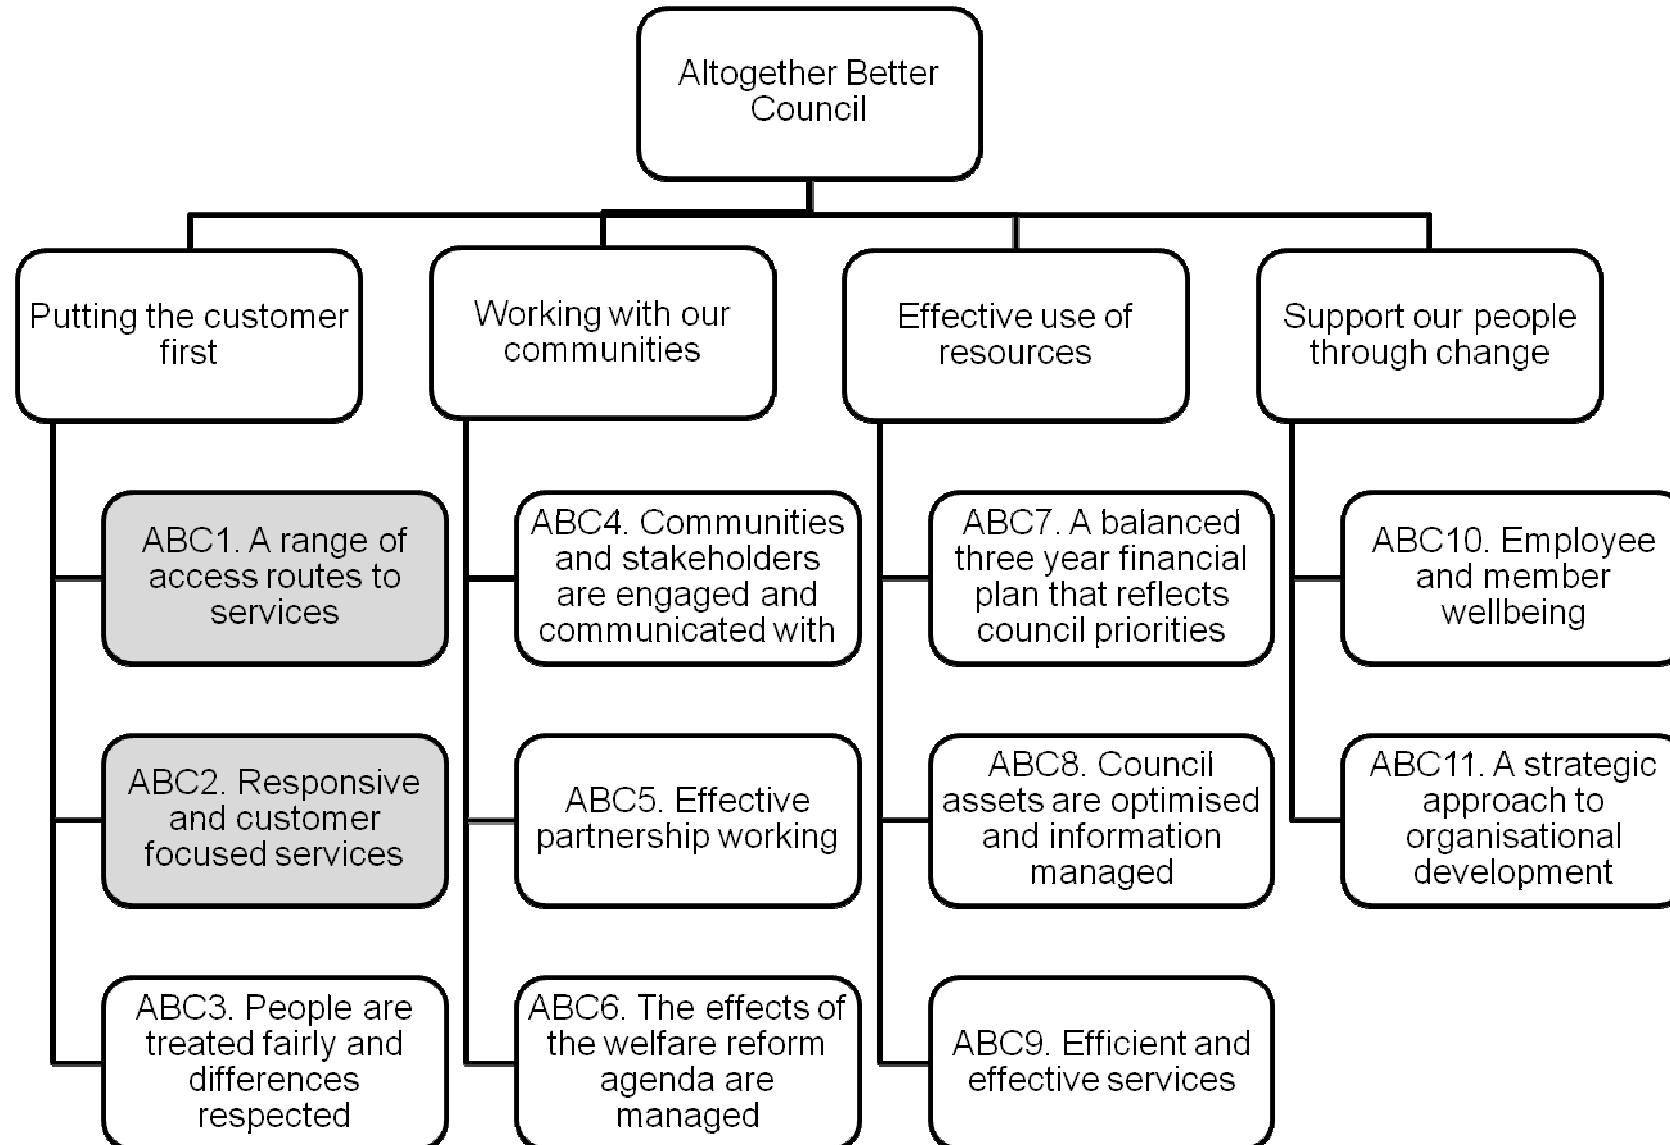 Altogether Better
Council
Putting the customer
first
Working with our
communities
Effective use of
resources
Support our people
through change
ABC1. A range of
access routes to
services
ABC4. Communities
and stakeholders
are engaged and
communicated with
ABC7. A balanced
three year financial
plan that reflects
council priorities
ABC10. Employee
and member
wellbeing
ABC2. Responsive
and customer
focused services
ABC5. Effective
partnership working
ABC8. Council
assets are optimised
and information
managed
ABC11. A strategic
approach to
organisational
development
ABC3. People are
treated fairly and
differences
respected
ABC6. The effects of
the welfare reform
agenda are
managed
ABC9. Efficient and
effective services